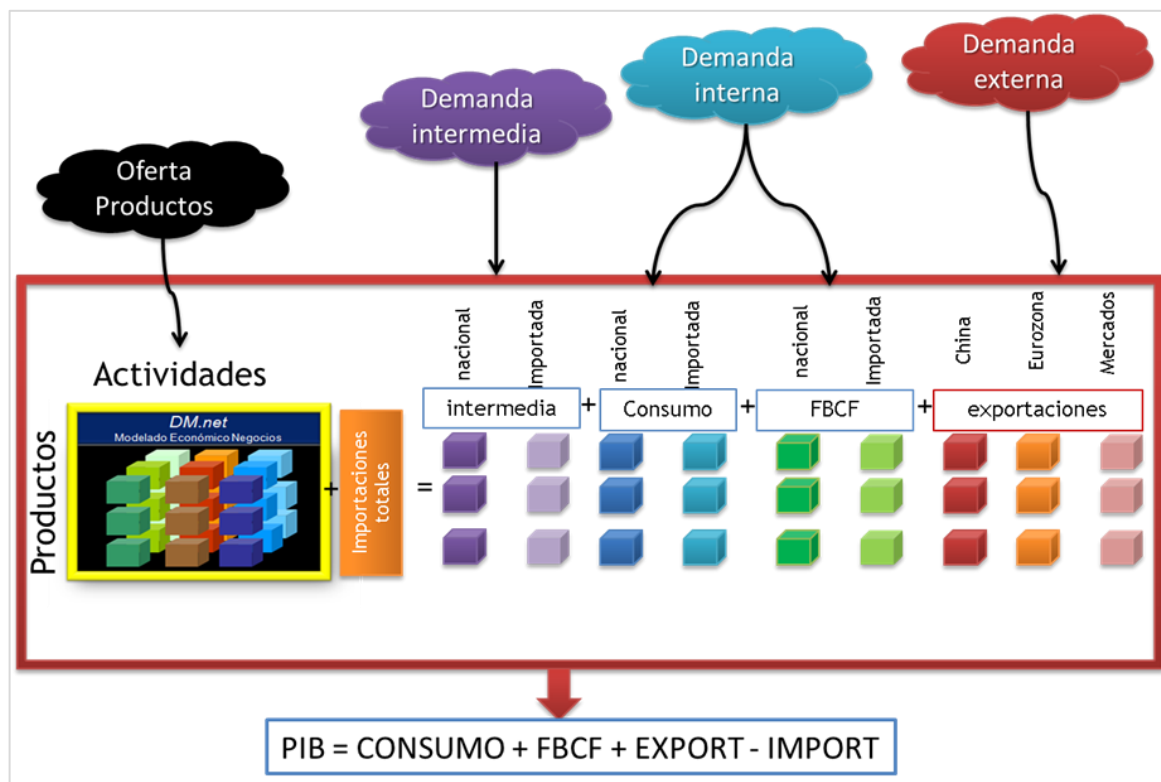 Demanda
intermedia
Demanda
interna
Demanda
externa
Oferta
Productos
nacional
Importada
nacional
Importada
nacional
Importada
China
Eurozona
Mercados
Actividades
Productos
DM.net
Modelado Económico Negocios
+
Importaciones
totales
=
intermedia
+
Consumo
+
FBCF
+
exportaciones
PIB = CONSUMO + FBCF + EXPORT - IMPORT